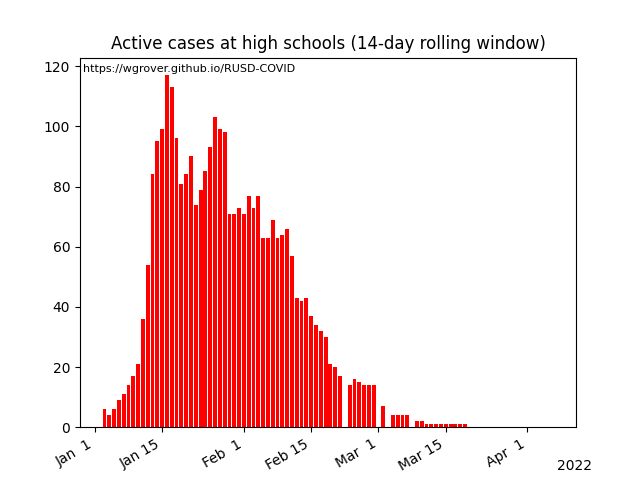 Active cases at high schools (14-day rolling window)
https://wgrover.github.io/RUSD-COVID
120
100
80
60
40
20
0
Jan 1
Jan 15
Feb 1
Feb 15
Mar 1
Mar 15
Apr 1
2022